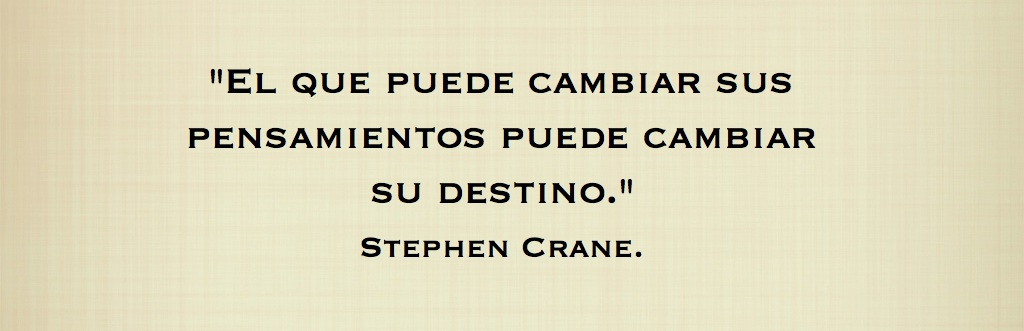 "El que puede cambiar sus
pensamientos puede cambiar
su destino."
Stephen Crane.